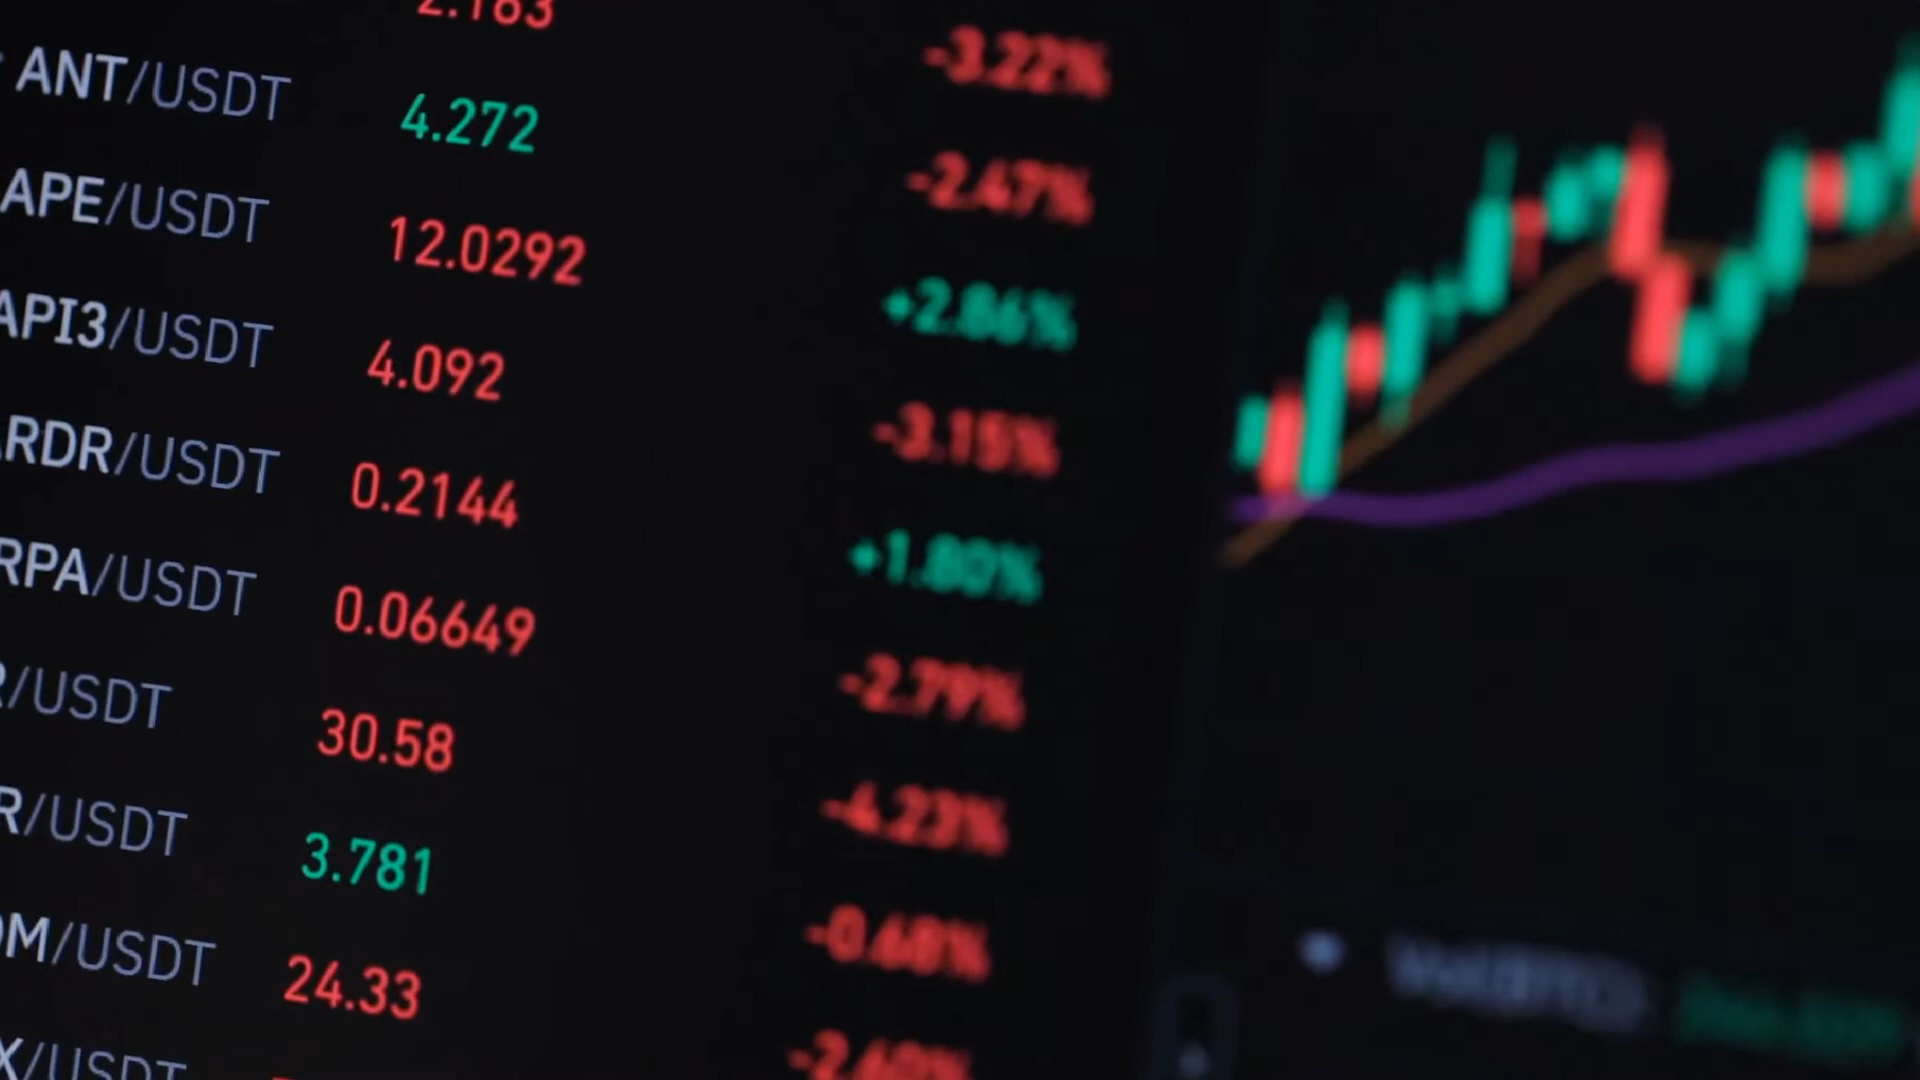 -3.22%
ANT/USDT 4.272 -2.47%
APE/USDT 12.0292 +2.86%
API3/USDT 4.092 -3.15%
RDR/USDT 0.2144 +1.80%
RPA/USDT 0.06649 -2.79%
R/USDT 30.58 -4.23%
R/USDT 3.781 -0.68%
OM/USDT 24.33 -2.60%
X/USDT